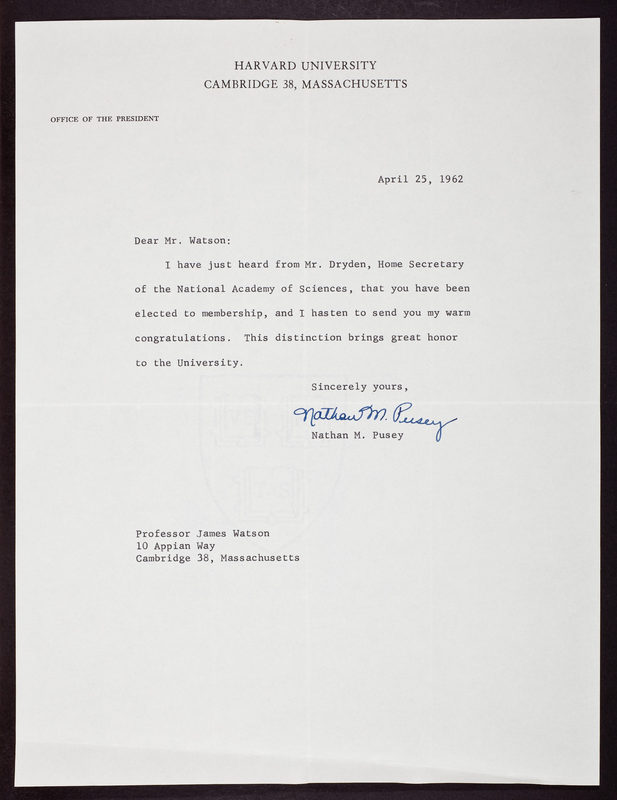 HARVARD UNIVERSITY
CAMBRIDGE 38, MASSACHUSETTS
OFFICE OF THE PRESIDENT
April 25, 1962
Dear Mr. Watson:
I have just heard from Mr. Dryden, Home Secretary
of the National Academy of Sciences, that you have been
elected to membership, and I hasten to send you my warm
congratulations. This distinction brings great honor
to the University.
Sincerely yours,
Nathan M. Pusey
Nathan M. Pusey
Professor James Watson
10 Appian Way
Cambridge 38, Massachusetts